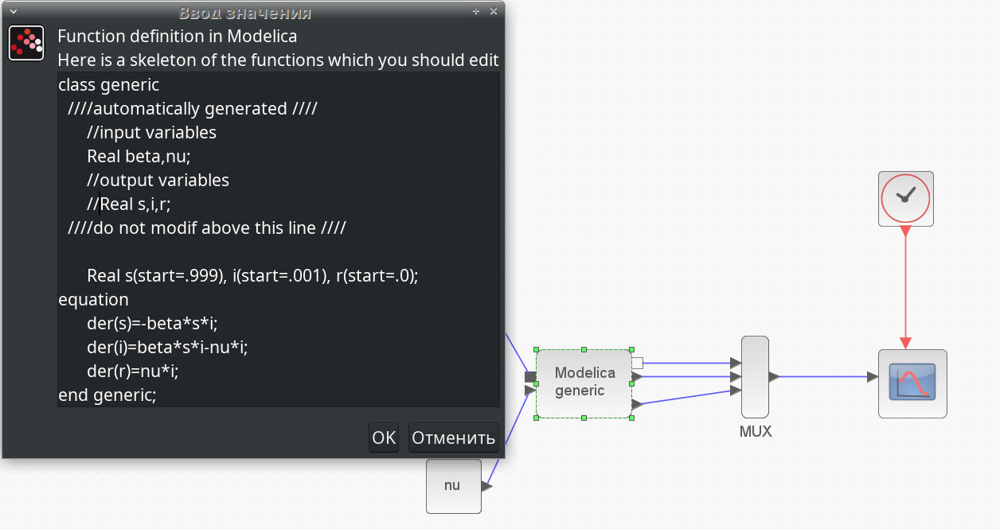 Ввод значения
Function definition in Modelica
Here is a skeleton of the functions which you should edit
class generic
////automatically generated ////
//input variables
Real beta,nu;
//output variables
//Real s,i,r;
////do not modif above this line ////
Real s(start=.999), i(start=.001), r(start=.0);
equation
der(s)=-beta*s*i;
der(i)=beta*s*i-nu*i;
der(r)=nu*i;
end generic;
OK
Отменить
Modelica
generic
MUX
nu